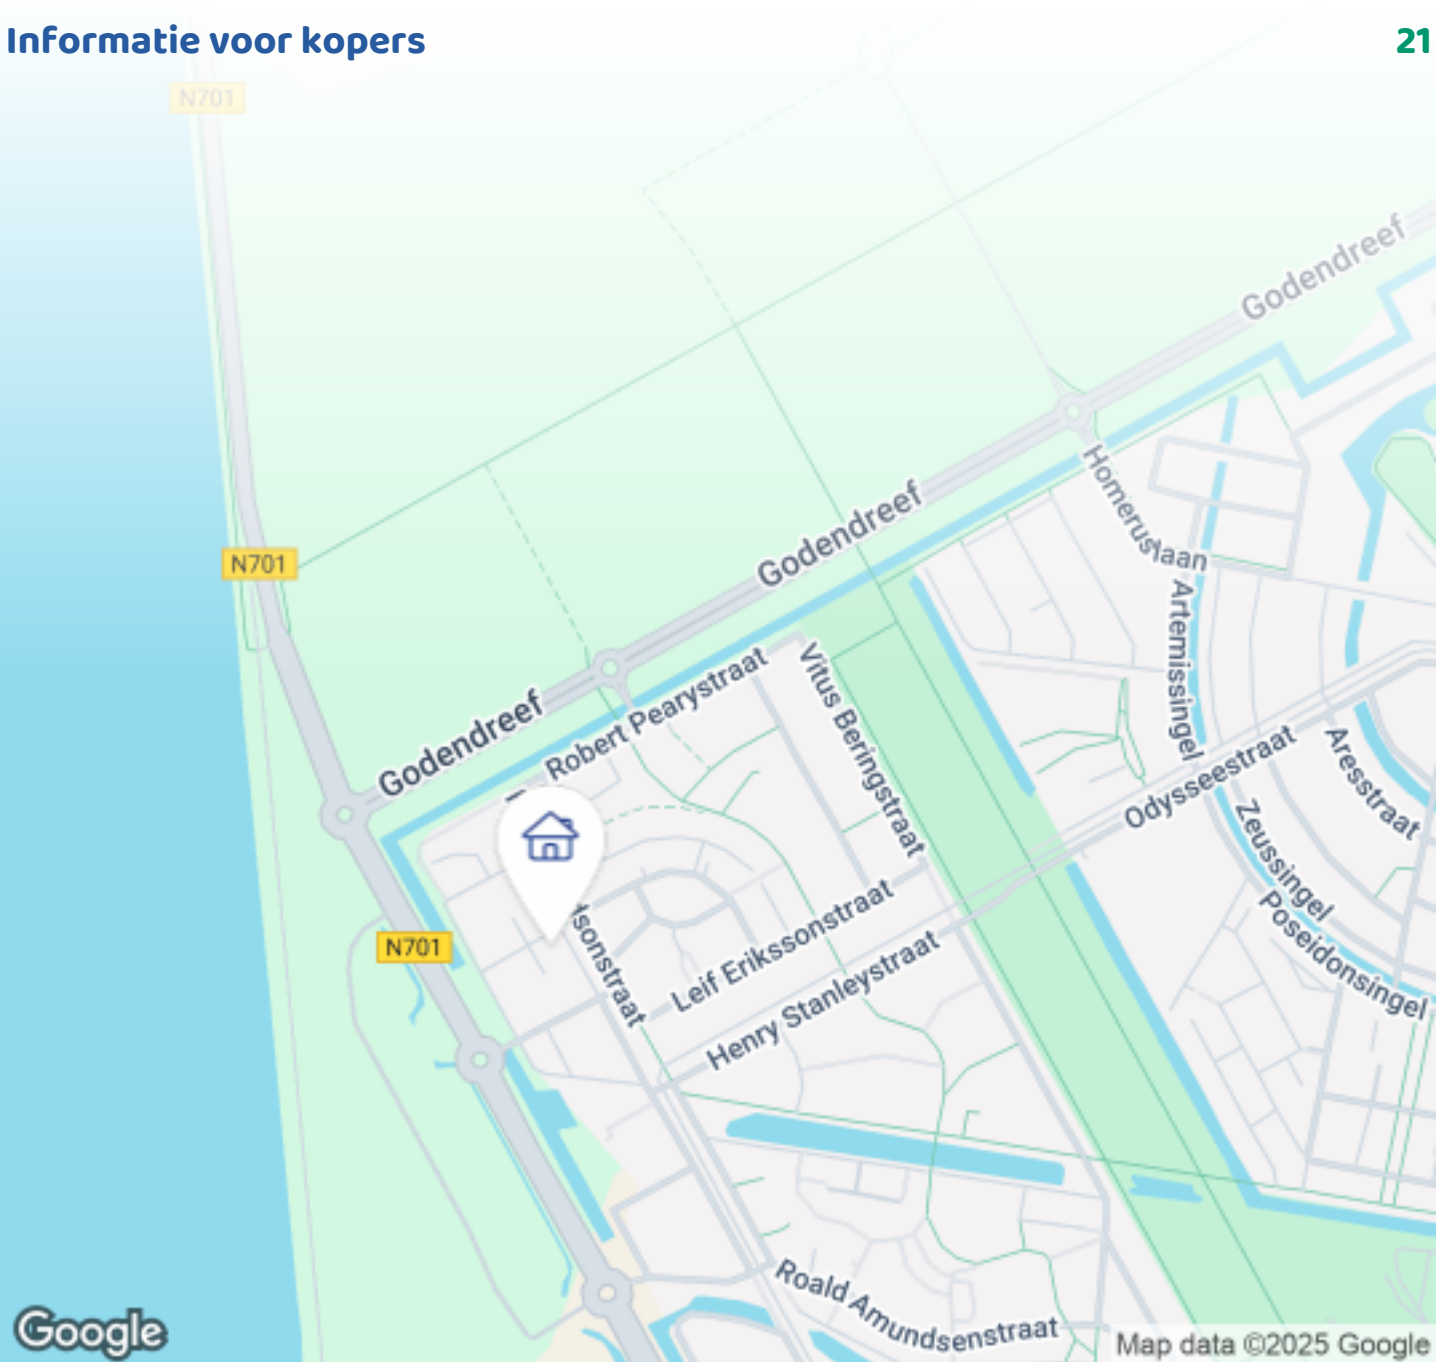 Informatie voor kopers
21
N701
Godendreef
Homeruslaan
Godendreef
N701
Artemissingel
Robert Pearystraat
Vitus Beringstraat
Godendreef
Odysseestraat
Aresstraat
Zeussingel
Poseidonsingel
Leif Erikssonstraat
N701
Henry Stanleystraat
Roald Amundsenstraat
Google
Map data ©2025 Google